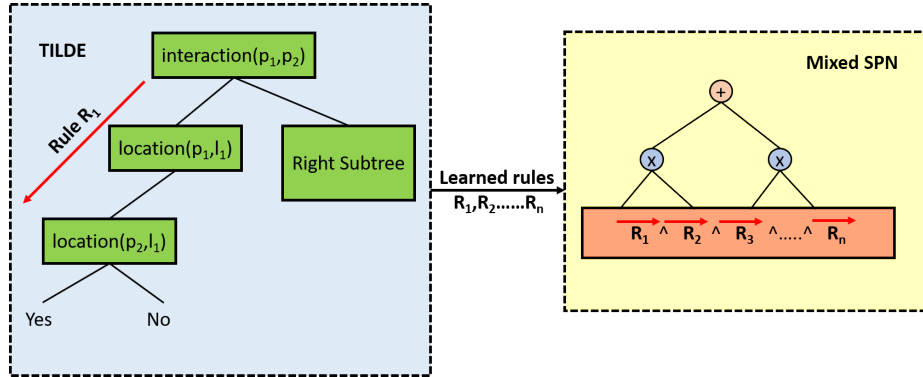 TILDE
interaction(p₁,p₂)
Rule R₁
location(p₁,l₁)
Right Subtree
location(p₂,l₁)
Yes
No
Learned rules
R₁,R₂......Rₙ
Mixed SPN
+
x
x
R₁ ^ R₂ ^ R₃ ^.....^ Rₙ